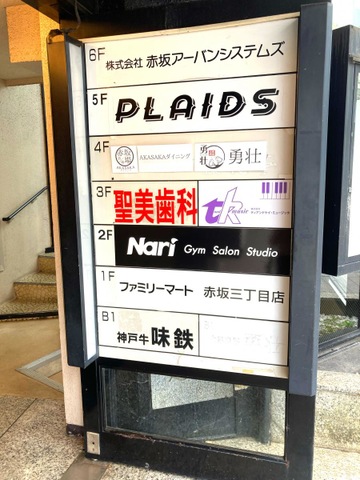 6F 株式会社 赤坂アーバンシステムズ
5F PLAIDS
4F AKASAKAダイニング 勇壮 勇壮
3F 聖美歯科 tk
2F Nari Gym Salon Studio
1F ファミリーマート 赤坂三丁目店
B1 神戸牛 味鉄